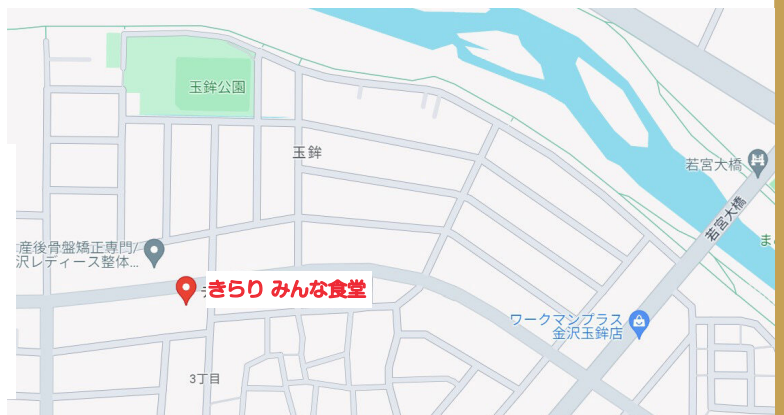 玉鉾公園
玉鉾
若宮大橋
若宮大橋
産後骨盤矯正専門/
沢レディース整体...
きらり みんな食堂
ワークマンプラス
金沢玉鉾店
3丁目
ま